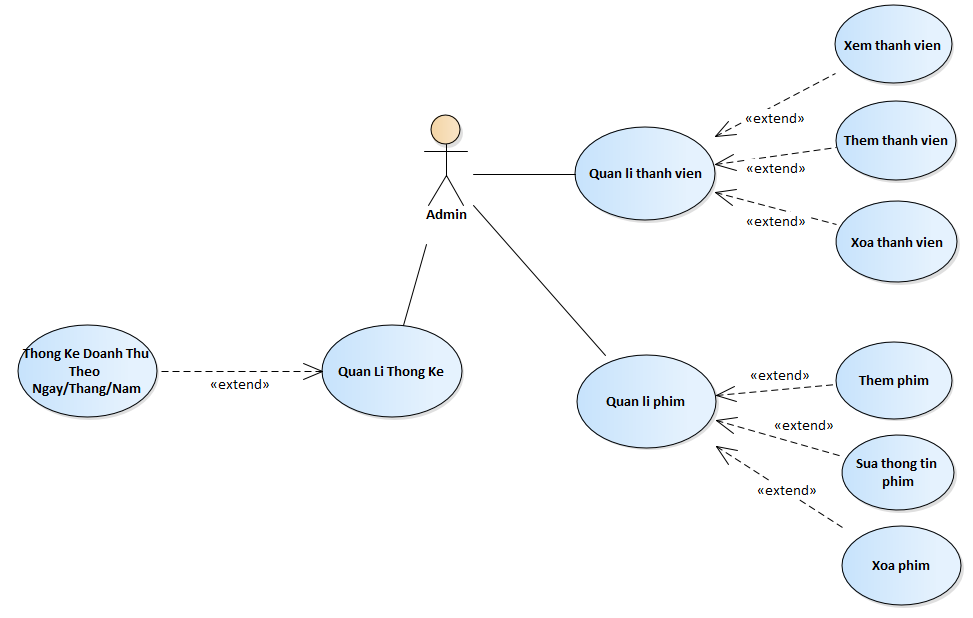 Xem thanh vien
«extend»
Them thanh vien
«extend»
Quan li thanh vien
Admin
«extend»
Xoa thanh vien
Thong Ke Doanh Thu
Theo
Ngay/Thang/Nam
«extend»
Quan Li Thong Ke
Quan li phim
«extend»
Them phim
«extend»
Sua thong tin
phim
«extend»
Xoa phim